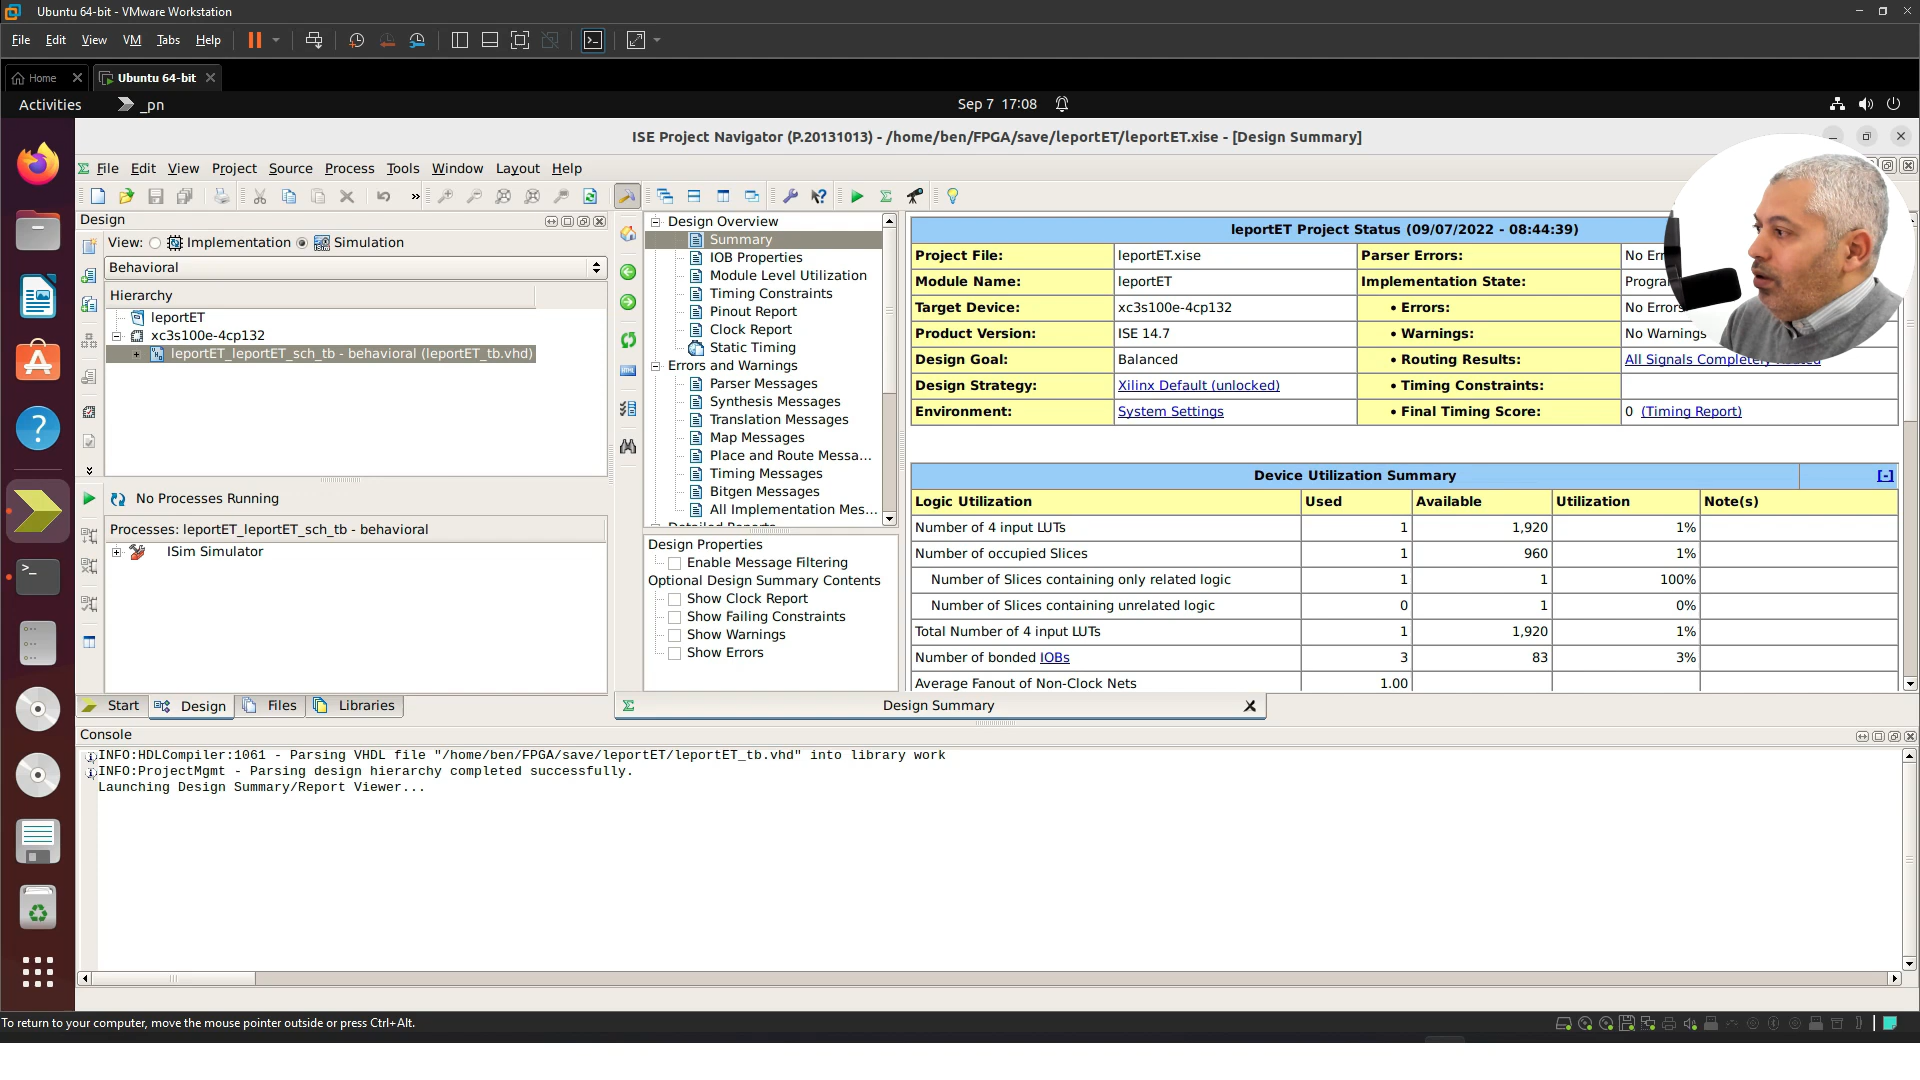 Ubuntu 64-bit - VMware Workstation
File Edit View VM Tabs Help
Home
Ubuntu 64-bit
Activities
_pn
Sep 7 17:08
ISE Project Navigator (P.20131013) - /home/ben/FPGA/save/leportET/leportET.xise - [Design Summary]
File Edit View Project Source Process Tools Window Layout Help
Design
View: Implementation Simulation
Behavioral
Hierarchy
leportET
xc3s100e-4cp132
leportET_leportET_sch_tb - behavioral (leportET_tb.vhd)
No Processes Running
Processes: leportET_leportET_sch_tb - behavioral
ISim Simulator
Start
Design
Files
Libraries
Design Overview
Summary
IOB Properties
Module Level Utilization
Timing Constraints
Pinout Report
Clock Report
Static Timing
Errors and Warnings
Parser Messages
Synthesis Messages
Translation Messages
Map Messages
Place and Route Messa...
Timing Messages
Bitgen Messages
All Implementation Mes...
Detailed Reports
Design Properties
Enable Message Filtering
Optional Design Summary Contents
Show Clock Report
Show Failing Constraints
Show Warnings
Show Errors
leportET Project Status (09/07/2022 - 08:44:39)
Project File: leportET.xise Parser Errors: No
Module Name: leportET Implementation State:
Target Device: xc3s100e-4cp132 • Errors: No Errors
Product Version: ISE 14.7 • Warnings: No Warnings
Design Goal: Balanced • Routing Results: All Signals
Design Strategy: Xilinx Default (unlocked) • Timing Constraints:
Environment: System Settings • Final Timing Score: 0 (Timing Report)
Device Utilization Summary [-]
Logic Utilization Used Available Utilization Note(s)
Number of 4 input LUTs 1 1,920 1%
Number of occupied Slices 1 960 1%
Number of Slices containing only related logic 1 1 100%
Number of Slices containing unrelated logic 0 1 0%
Total Number of 4 input LUTs 1 1,920 1%
Number of bonded IOBs 3 83 3%
Average Fanout of Non-Clock Nets 1.00
Design Summary
Console
INFO:HDLCompiler:1061 - Parsing VHDL file "/home/ben/FPGA/save/leportET/leportET_tb.vhd" into library work
INFO:ProjectMgmt - Parsing design hierarchy completed successfully.
Launching Design Summary/Report Viewer...
To return to your computer, move the mouse pointer outside or press Ctrl+Alt.